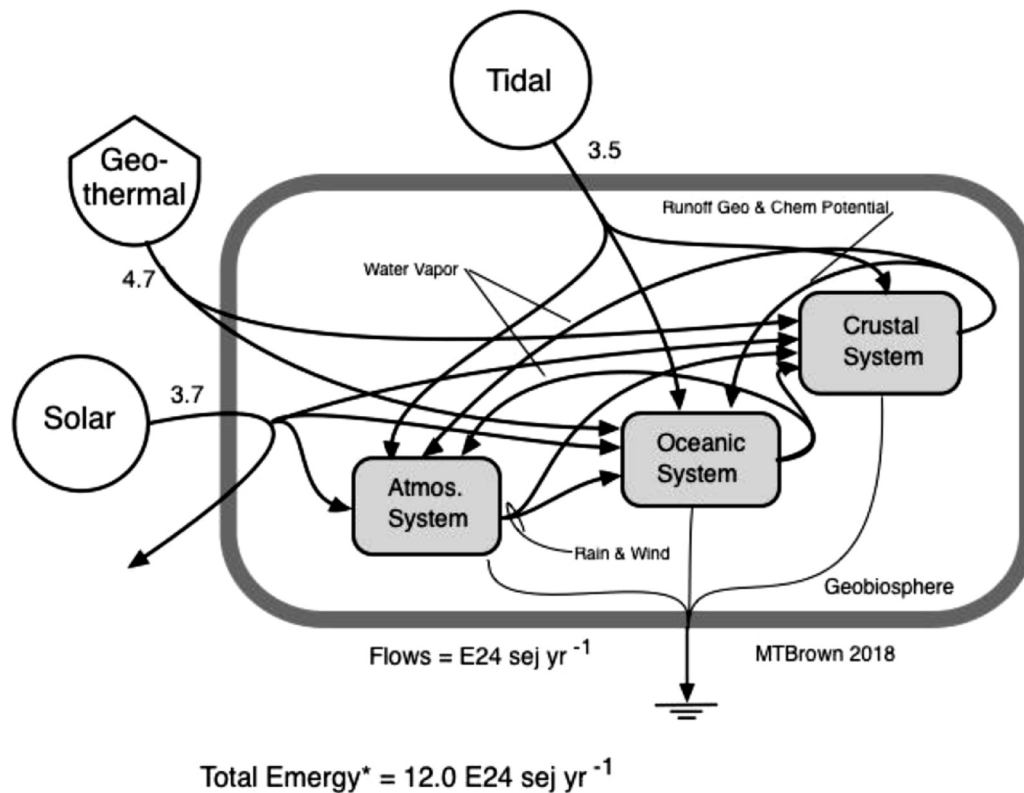 Tidal
3.5
Geo-
thermal
4.7
Runoff Geo & Chem Potential
Water Vapor
Crustal
System
Solar
3.7
Oceanic
System
Atmos.
System
Rain & Wind
Geobiosphere
Flows = E24 sej yr -1
MTBrown 2018
Total Emergy* = 12.0 E24 sej yr -1